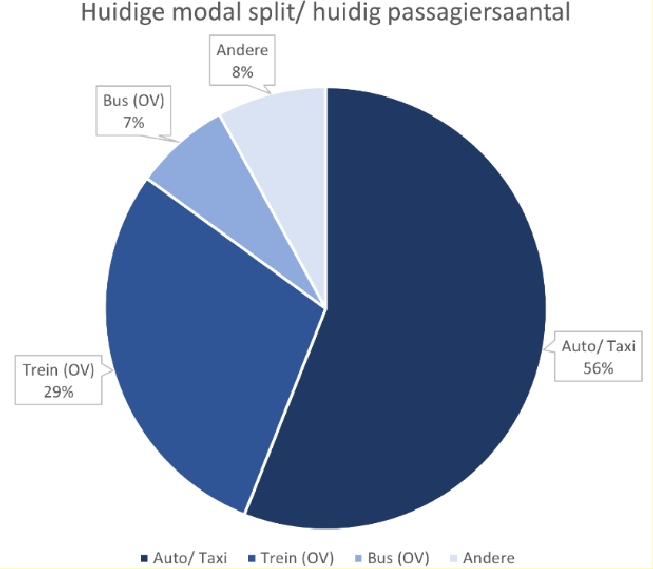 Huidige modal split/ huidig passagiersaantal
Andere
8%
Bus (OV)
7%
Auto/ Taxi
56%
Trein (OV)
29%
Auto/ Taxi Trein (OV) Bus (OV) Andere